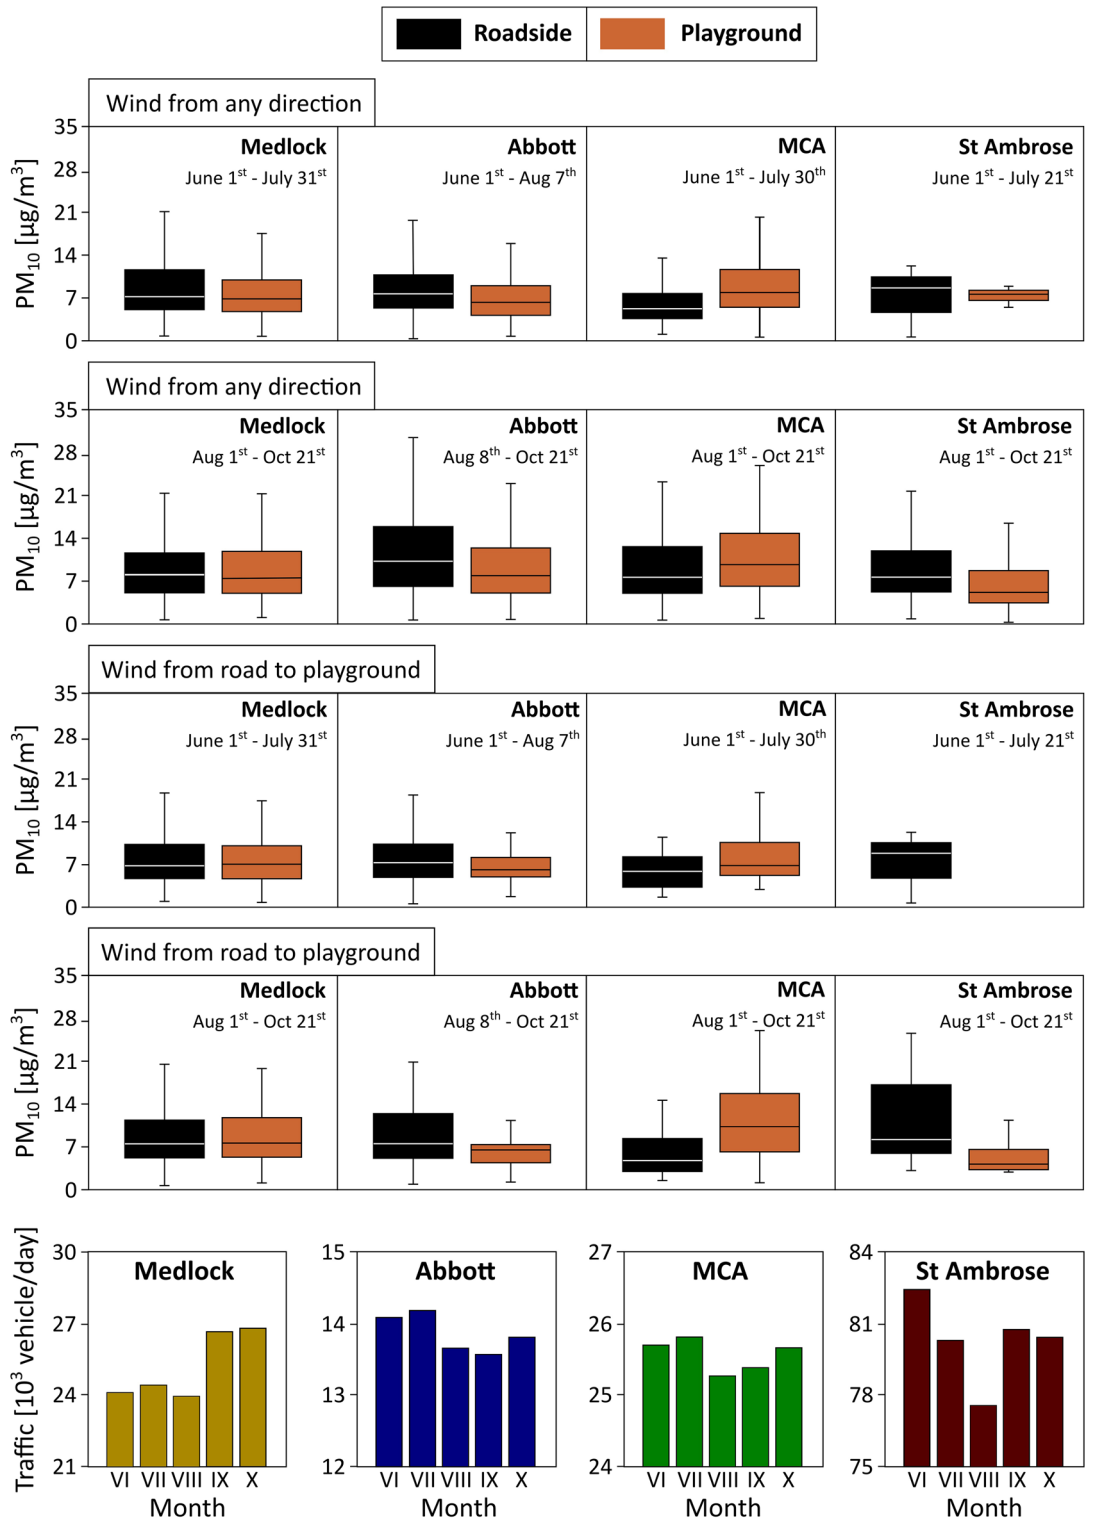 Roadside Playground
Wind from any direction
PM10 [µg/m³]
35
28
21
14
7
0
Medlock
June 1st - July 31st
Abbott
June 1st - Aug 7th
MCA
June 1st - July 30th
St Ambrose
June 1st - July 21st
Wind from any direction
PM10 [µg/m³]
35
28
21
14
7
0
Medlock
Aug 1st - Oct 21st
Abbott
Aug 8th - Oct 21st
MCA
Aug 1st - Oct 21st
St Ambrose
Aug 1st - Oct 21st
Wind from road to playground
PM10 [µg/m³]
35
28
21
14
7
0
Medlock
June 1st - July 31st
Abbott
June 1st - Aug 7th
MCA
June 1st - July 30th
St Ambrose
June 1st - July 21st
Wind from road to playground
PM10 [µg/m³]
35
28
21
14
7
0
Medlock
Aug 1st - Oct 21st
Abbott
Aug 8th - Oct 21st
MCA
Aug 1st - Oct 21st
St Ambrose
Aug 1st - Oct 21st
Traffic [10³ vehicle/day]
30
27
24
21
Medlock
VI VII VIII IX X
Month
15
14
13
12
Abbott
VI VII VIII IX X
Month
27
26
25
24
MCA
VI VII VIII IX X
Month
84
81
78
75
St Ambrose
VI VII VIII IX X
Month